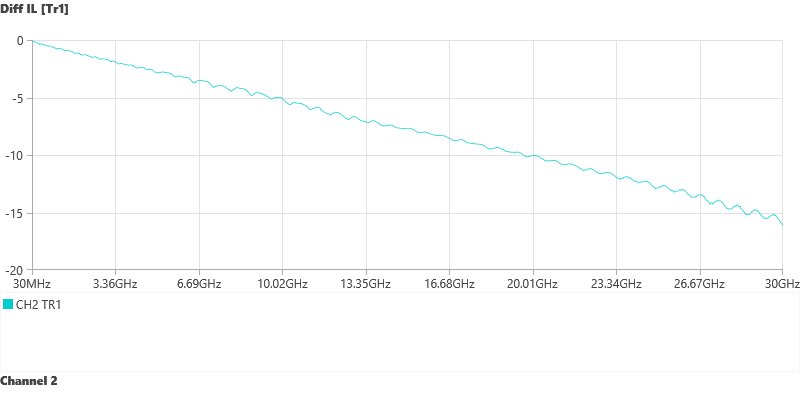 Diff IL [Tr1]
0
-5
-10
-15
-20
30MHz 3.36GHz 6.69GHz 10.02GHz 13.35GHz 16.68GHz 20.01GHz 23.34GHz 26.67GHz 30GHz
CH2 TR1
Channel 2